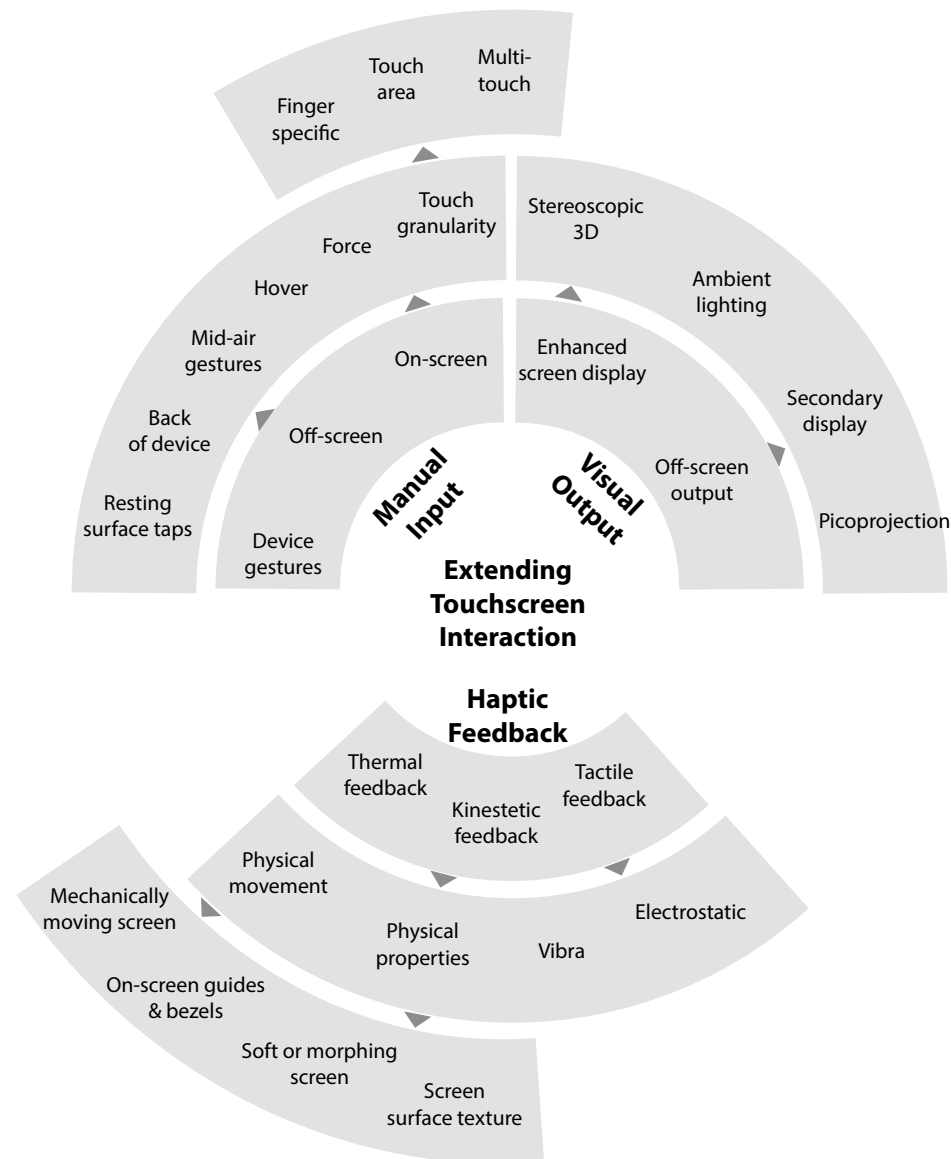 Multi-
touch
Touch
area
Finger
specific
Touch
granularity
Force
Hover
Mid-air
gestures
Back
of device
Resting
surface taps
Stereoscopic
3D
Ambient
lighting
Secondary
display
Picoprojection
On-screen
Off-screen
Device
gestures
Enhanced
screen display
Off-screen
output
Manual
Input
Visual
Output
Extending
Touchscreen
Interaction
Haptic
Feedback
Thermal
feedback
Kinestetic
feedback
Tactile
feedback
Physical
movement
Physical
properties
Vibra
Electrostatic
Mechanically
moving screen
On-screen guides
& bezels
Soft or morphing
screen
Screen
surface texture